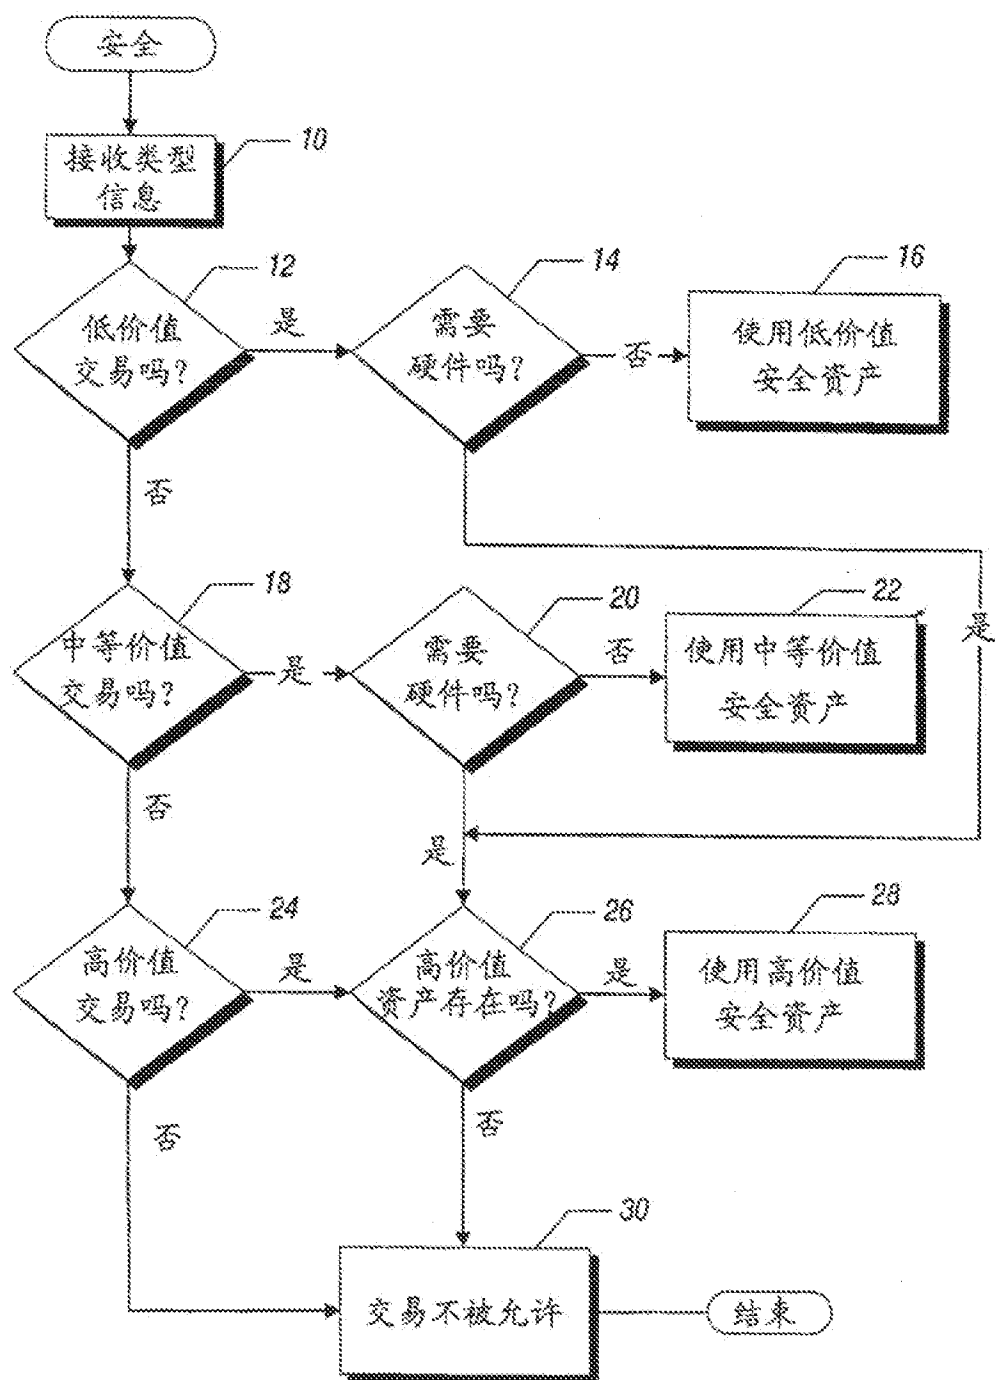 安全
10
接收类型
信息
12
低价值
交易吗?
是
14
需要
硬件吗?
否
16
使用低价值
安全资产
否
是
18
中等价值
交易吗?
是
20
需要
硬件吗?
否
22
使用中等价值
安全资产
否
是
24
高价值
交易吗?
是
26
高价值
资产存在吗?
是
28
使用高价值
安全资产
否
否
30
交易不被允许
结束